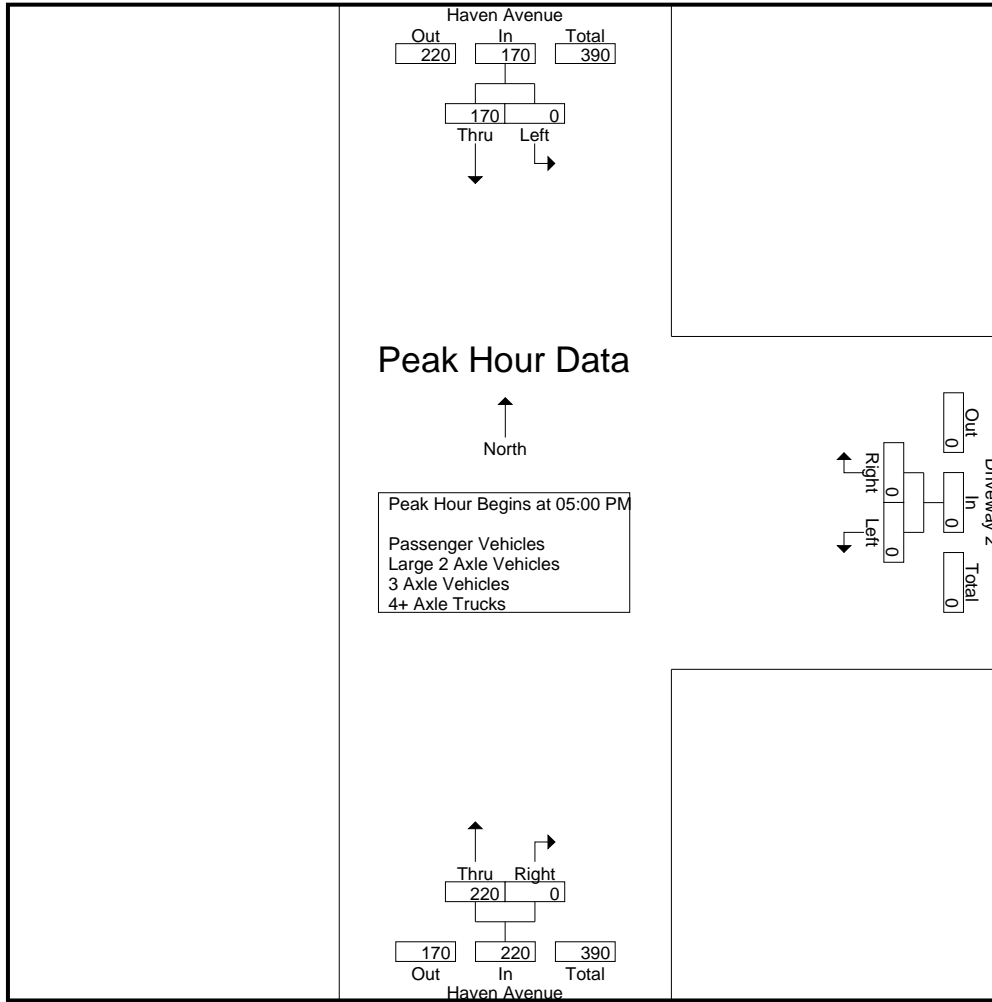 Haven Avenue
Out In Total
220 170 390
170 0
Thru Left
Peak Hour Data
North
Peak Hour Begins at 05:00 PM
Passenger Vehicles
Large 2 Axle Vehicles
3 Axle Vehicles
4+ Axle Trucks
Driveway 2
Out In Total
0 0 0
Right Left
0 0
Thru Right
220 0
170 220 390
Out In Total
Haven Avenue